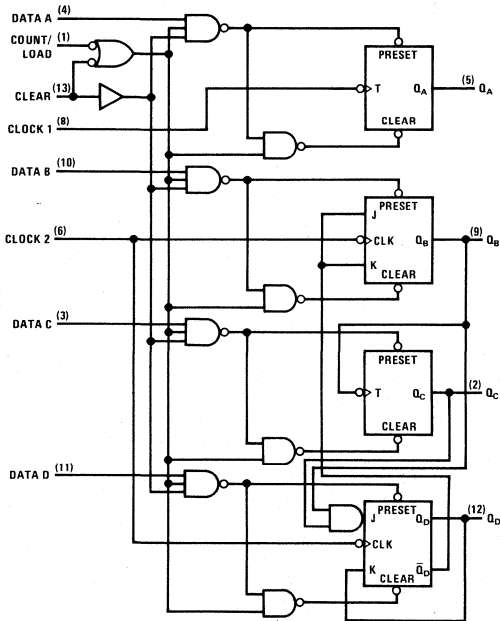 DATA A (4)
COUNT/ (1)
LOAD
CLEAR (13)
CLOCK 1 (8)
PRESET
T QA (5) QA
CLEAR
DATA B (10)
PRESET
J
CLOCK 2 (6)
CLK QB (9) QB
K
CLEAR
DATA C (3)
PRESET
T QC (2) QC
CLEAR
DATA D (11)
PRESET
J QD (12) QD
CLK
K Q̅D
CLEAR